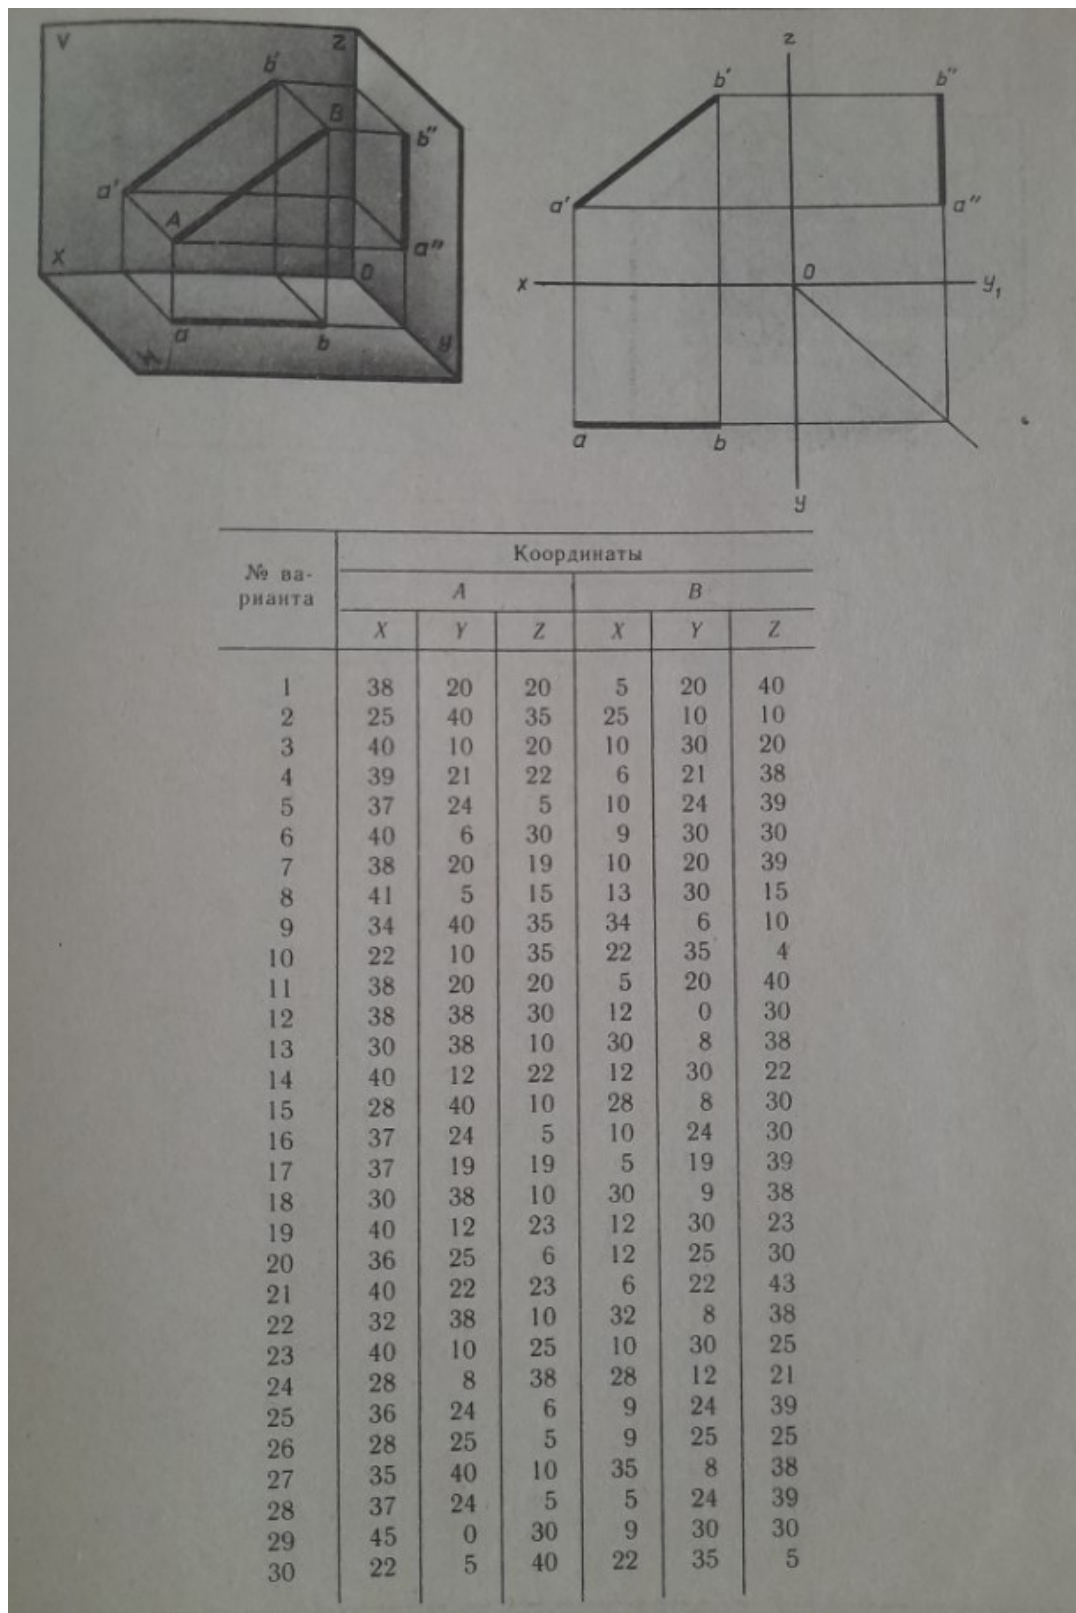 V Z b' B b" a' A a" X O a b y H
z b' b" a' a" x O y₁ a b y
№ ва-
рианта
Координаты
A B
X Y Z X Y Z
1 38 20 20 5 20 40
2 25 40 35 25 10 10
3 40 10 20 10 30 20
4 39 21 22 6 21 38
5 37 24 5 10 24 39
6 40 6 30 9 30 30
7 38 20 19 10 20 39
8 41 5 15 13 30 15
9 34 40 35 34 6 10
10 22 10 35 22 35 4
11 38 20 20 5 20 40
12 38 38 30 12 0 30
13 30 38 10 30 8 38
14 40 12 22 12 30 22
15 28 40 10 28 8 30
16 37 24 5 10 24 30
17 37 19 19 5 19 39
18 30 38 10 30 9 38
19 40 12 23 12 30 23
20 36 25 6 12 25 30
21 40 22 23 6 22 43
22 32 38 10 32 8 38
23 40 10 25 10 30 25
24 28 8 38 28 12 21
25 36 24 6 9 24 39
26 28 25 5 9 25 25
27 35 40 10 35 8 38
28 37 24 5 5 24 39
29 45 0 30 9 30 30
30 22 5 40 22 35 5